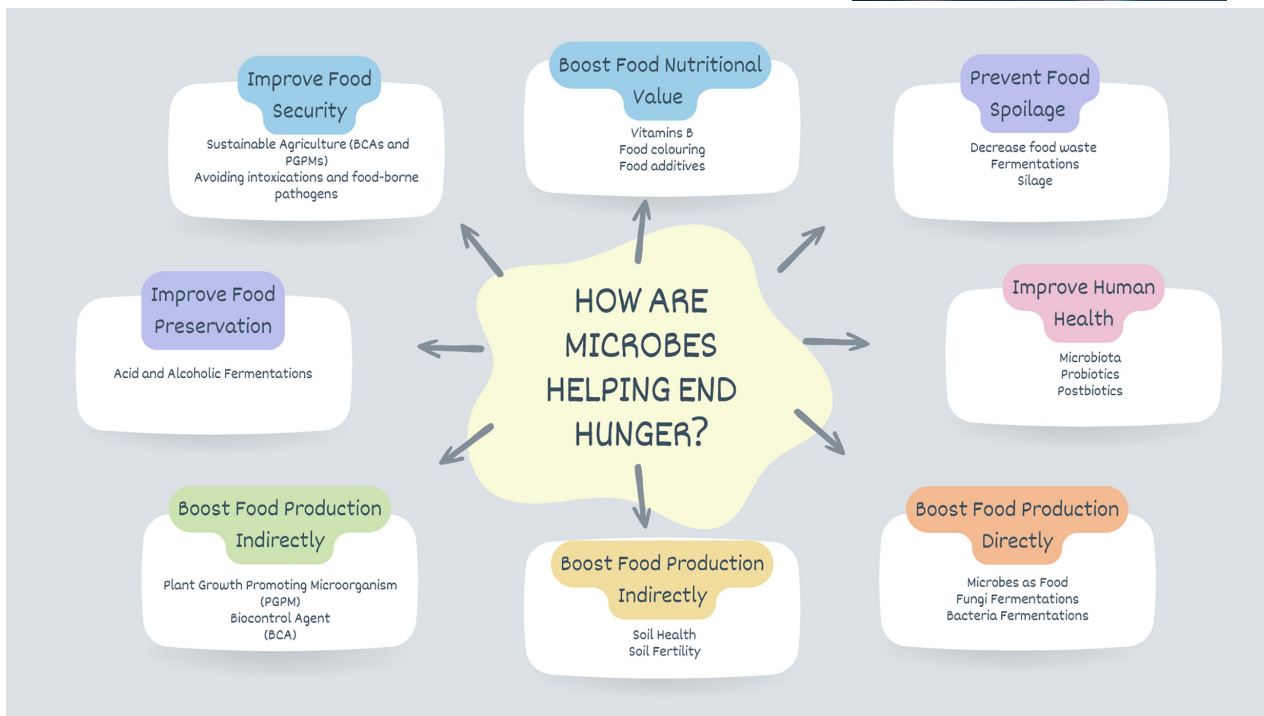 Improve Food
Security
Sustainable Agriculture (BCAs and
PGPMs)
Avoiding intoxications and food-borne
pathogens
Boost Food Nutritional
Value
Vitamins B
Food colouring
Food additives
Prevent Food
Spoilage
Decrease food waste
Fermentations
Silage
Improve Food
Preservation
Acid and Alcoholic Fermentations
HOW ARE
MICROBES
HELPING END
HUNGER?
Improve Human
Health
Microbiota
Probiotics
Postbiotics
Boost Food Production
Indirectly
Plant Growth Promoting Microorganism
(PGPM)
Biocontrol Agent
(BCA)
Boost Food Production
Indirectly
Soil Health
Soil Fertility
Boost Food Production
Directly
Microbes as Food
Fungi Fermentations
Bacteria Fermentations